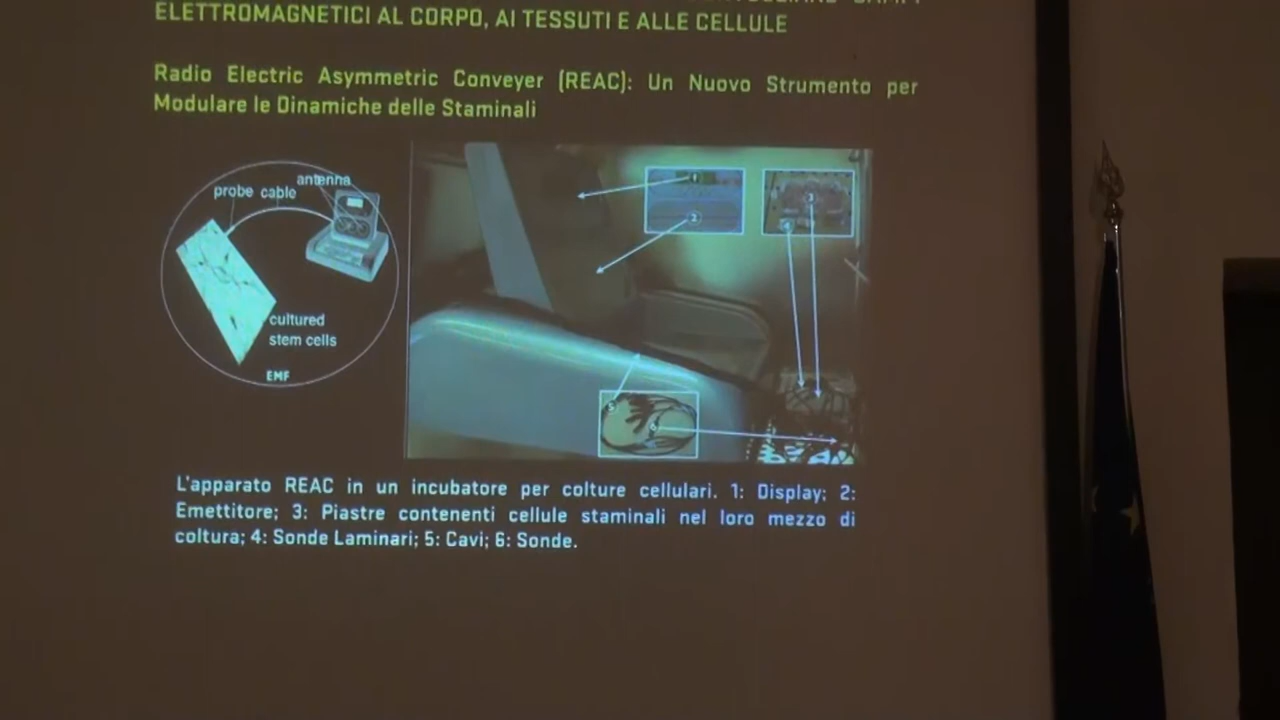 ELETTROMAGNETICI AL CORPO, AI TESSUTI E ALLE CELLULE
Radio Electric Asymmetric Conveyer (REAC): Un Nuovo Strumento per
Modulare le Dinamiche delle Staminali
antenna
probe cable
cultured
stem cells
EMF
1
2
3
L'apparato REAC in un incubatore per colture cellulari. 1: Display; 2:
Emettitore; 3: Piastre contenenti cellule staminali nel loro mezzo di
coltura; 4: Sonde Laminari; 5: Cavi; 6: Sonde.